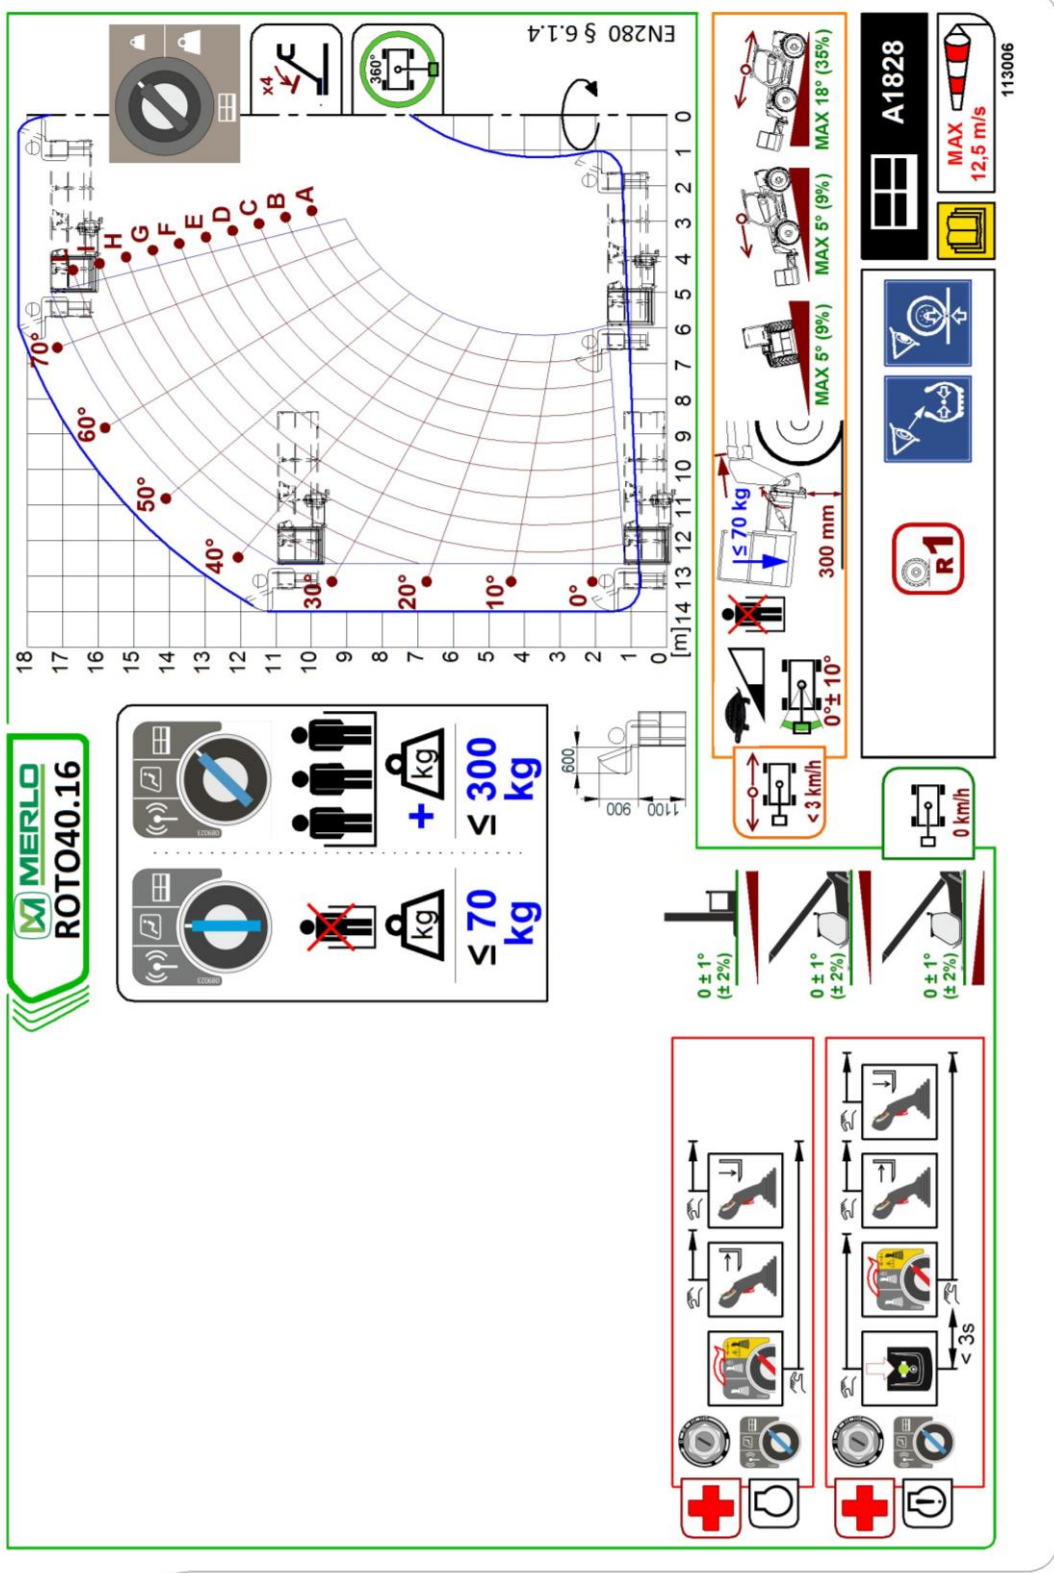 MERLO
ROTO40.16
089023
089023
≤ 70
kg
≤ 300
kg
kg
+
kg
600
900
1100
18
17
16
15
14
13
12
11
10
9
8
7
6
5
4
3
2
1
0
[m]
14
13
12
11
10
9
8
7
6
5
4
3
2
1
0
70°
60°
50°
40°
30°
20°
10°
0°
I
H
G
F
E
D
C
B
A
x4
360°
EN280 § 6.1.4
0 ± 1°
(± 2%)
0 ± 1°
(± 2%)
0 ± 1°
(± 2%)
< 3 km/h
0°± 10°
≤ 70 kg
300 mm
MAX 5° (9%)
MAX 5° (9%)
MAX 18° (35%)
0 km/h
R1
A1828
MAX
12,5 m/s
113006
< 3s